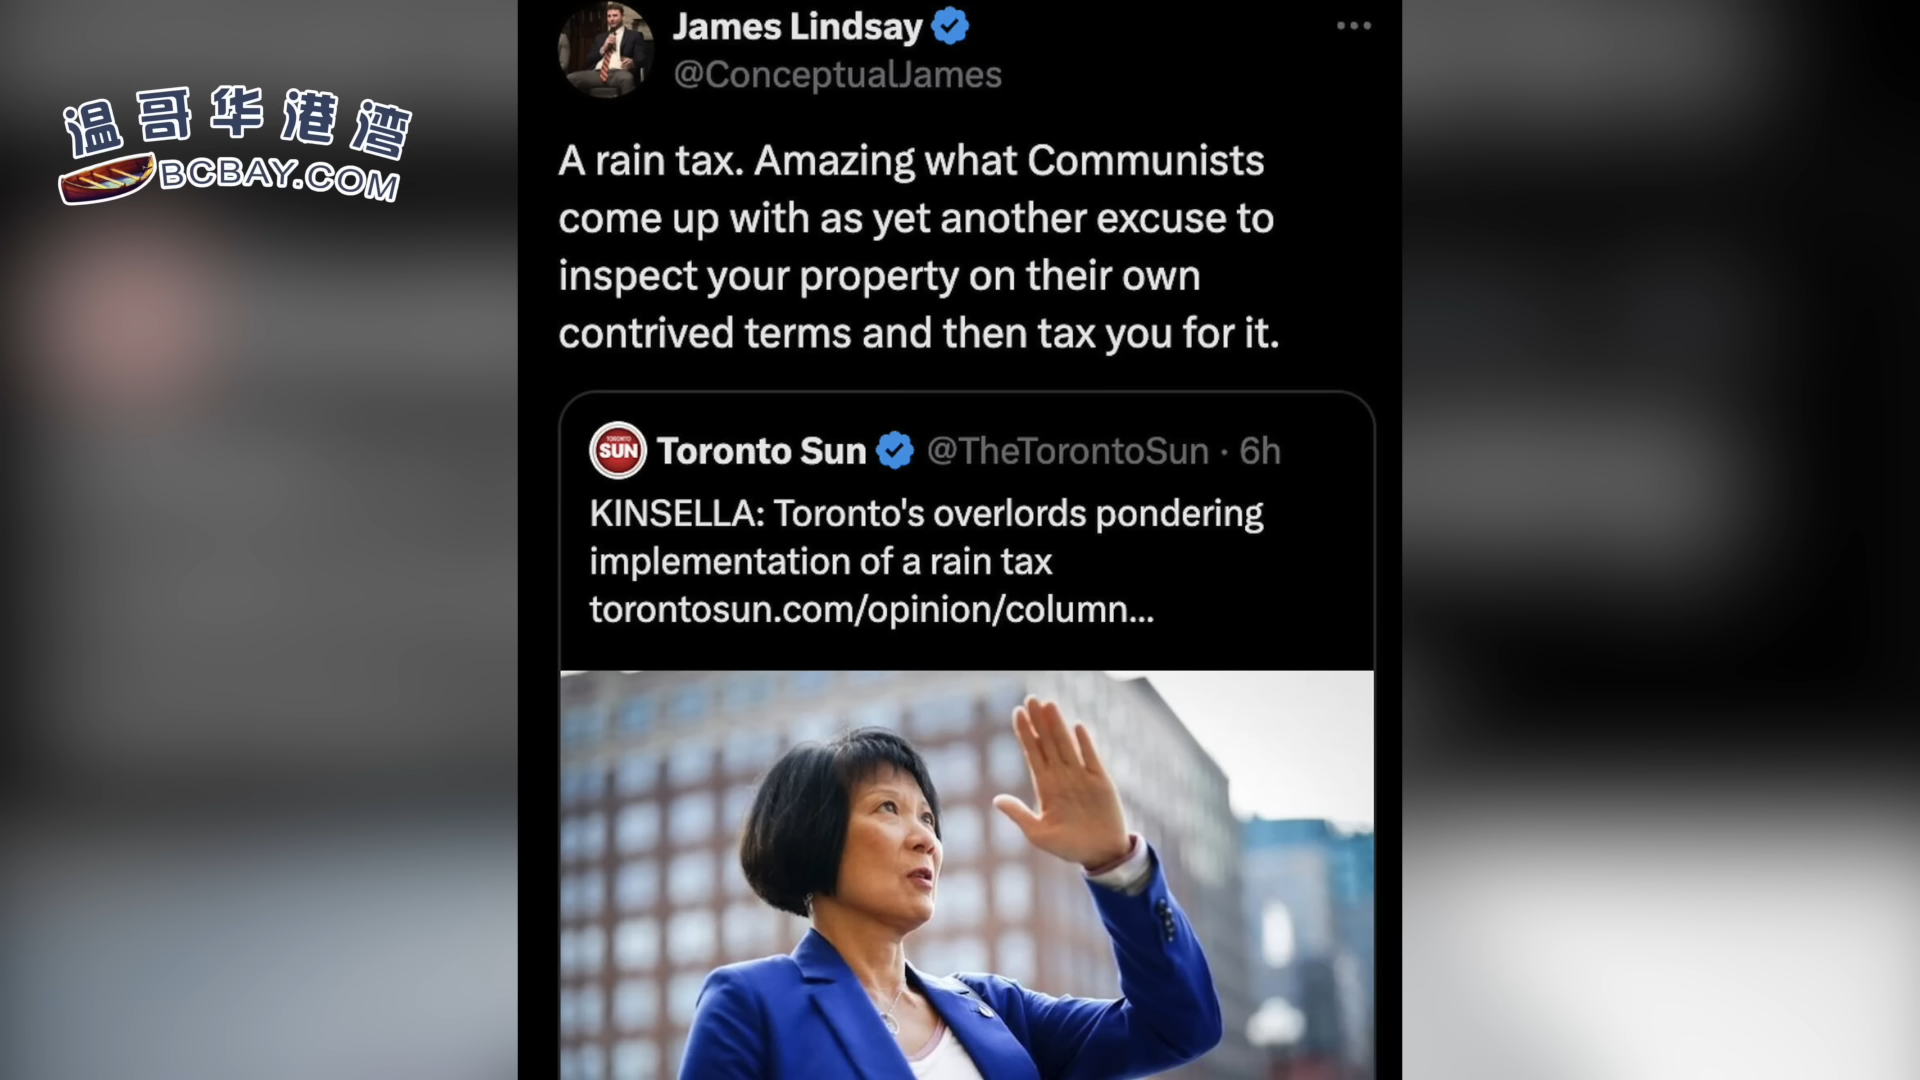 温哥华港湾
BCBAY.COM
James Lindsay
@ConceptualJames
A rain tax. Amazing what Communists
come up with as yet another excuse to
inspect your property on their own
contrived terms and then tax you for it.
TORONTO
SUN
Toronto Sun @TheTorontoSun · 6h
KINSELLA: Toronto's overlords pondering
implementation of a rain tax
torontosun.com/opinion/column...